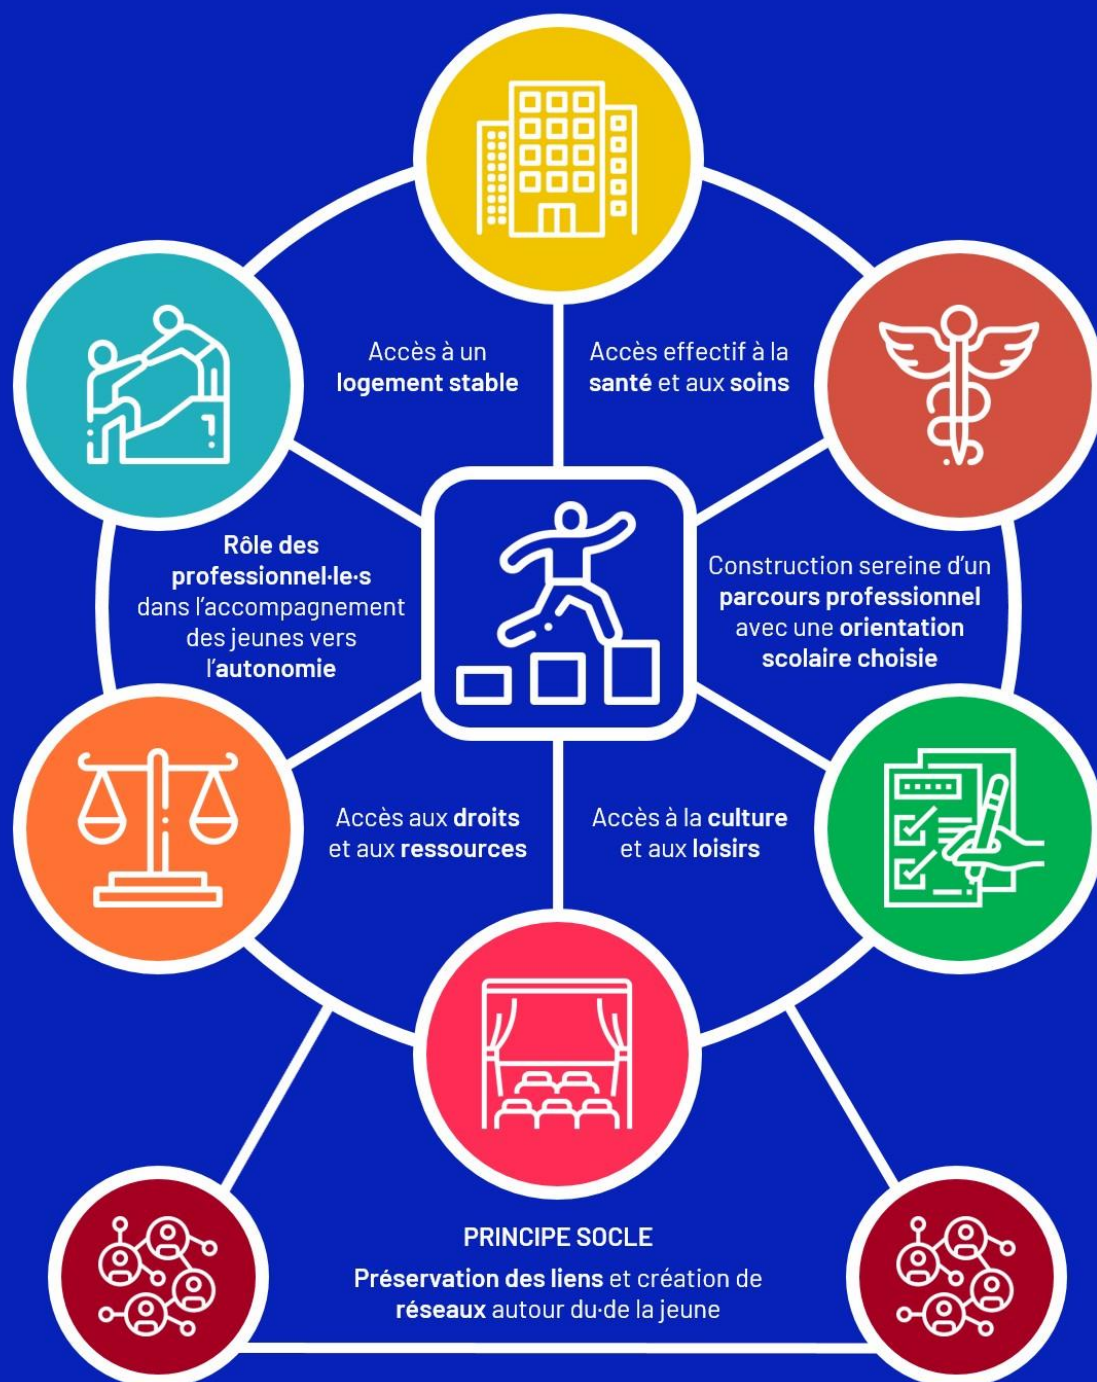 Accès à un
logement stable
Accès effectif à la
santé et aux soins
Rôle des
professionnel·le·s
dans l'accompagnement
des jeunes vers
l'autonomie
Construction sereine d'un
parcours professionnel
avec une orientation
scolaire choisie
Accès aux droits
et aux ressources
Accès à la culture
et aux loisirs
PRINCIPE SOCLE
Préservation des liens et création de
réseaux autour du·de la jeune